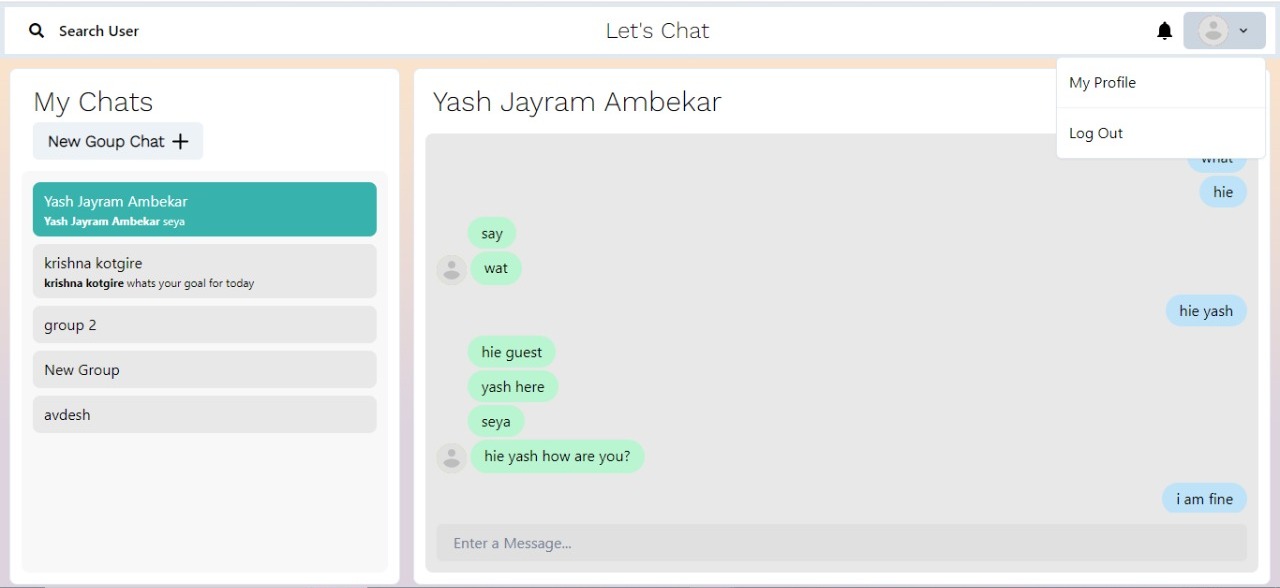 Search User
Let's Chat
My Profile
Log Out
My Chats
New Goup Chat
Yash Jayram Ambekar
Yash Jayram Ambekar seya
krishna kotgire
krishna kotgire whats your goal for today
group 2
New Group
avdesh
Yash Jayram Ambekar
what
hie
say
wat
hie yash
hie guest
yash here
seya
hie yash how are you?
i am fine
Enter a Message...